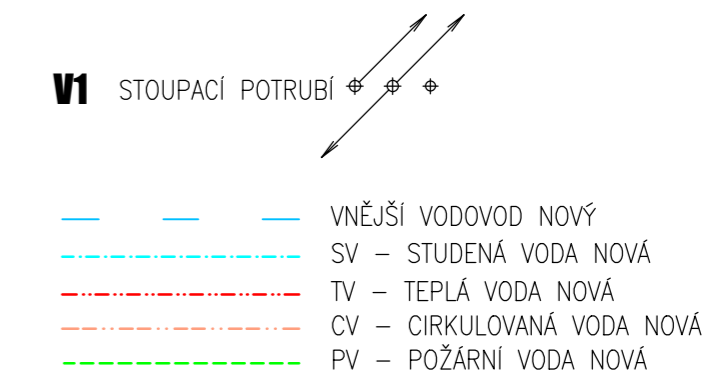 V1 STOUPACÍ POTRUBÍ
VNĚJŠÍ VODOVOD NOVÝ
SV – STUDENÁ VODA NOVÁ
TV – TEPLÁ VODA NOVÁ
CV – CIRKULOVANÁ VODA NOVÁ
PV – POŽÁRNÍ VODA NOVÁ